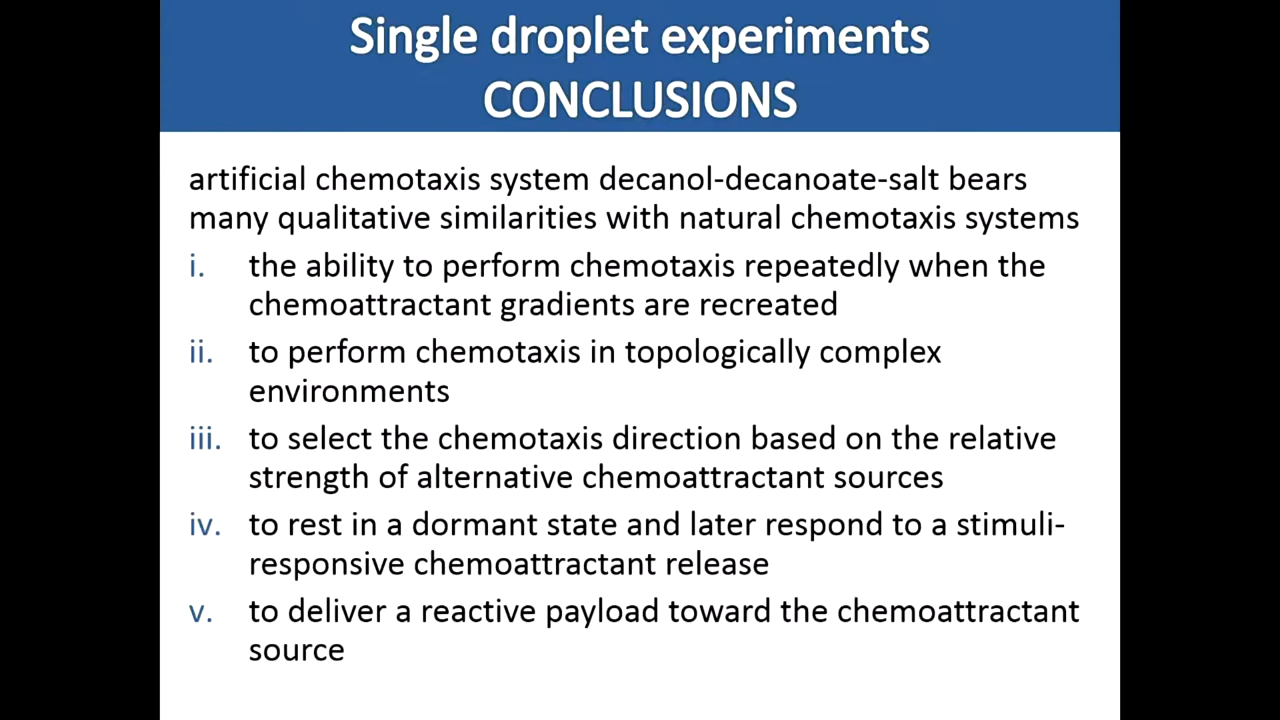 Single droplet experiments
CONCLUSIONS
artificial chemotaxis system decanol-decanoate-salt bears
many qualitative similarities with natural chemotaxis systems
i. the ability to perform chemotaxis repeatedly when the
chemoattractant gradients are recreated
ii. to perform chemotaxis in topologically complex
environments
iii. to select the chemotaxis direction based on the relative
strength of alternative chemoattractant sources
iv. to rest in a dormant state and later respond to a stimuli-
responsive chemoattractant release
v. to deliver a reactive payload toward the chemoattractant
source